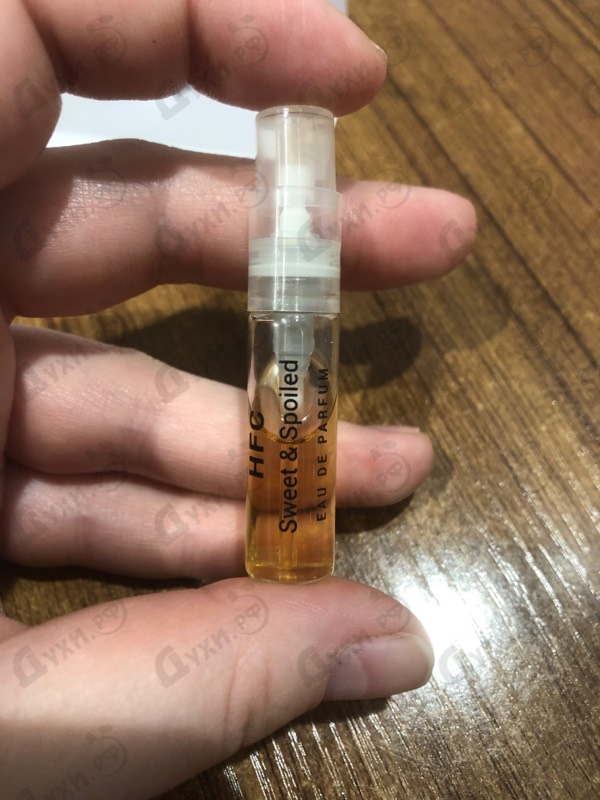 HFC
Sweet & Spoiled
EAU DE PARFUM
Духи.РФ